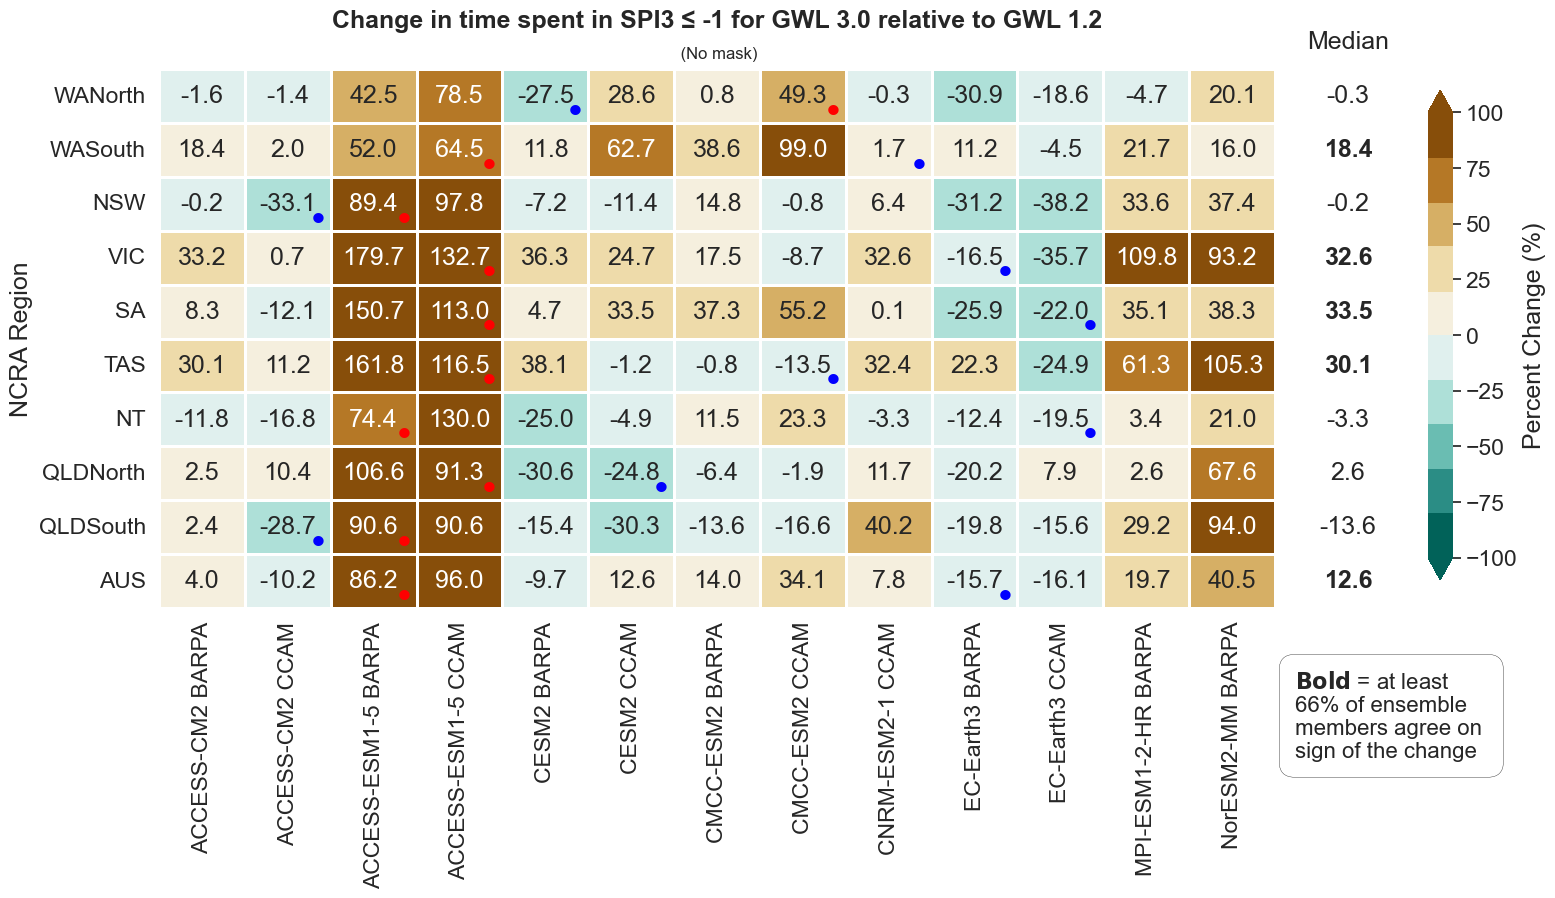 Change in time spent in SPI3 ≤ -1 for GWL 3.0 relative to GWL 1.2
(No mask)
Median
WANorth -1.6 -1.4 42.5 78.5 -27.5 28.6 0.8 49.3 -0.3 -30.9 -18.6 -4.7 20.1 -0.3
WASouth 18.4 2.0 52.0 64.5 11.8 62.7 38.6 99.0 1.7 11.2 -4.5 21.7 16.0 18.4
NSW -0.2 -33.1 89.4 97.8 -7.2 -11.4 14.8 -0.8 6.4 -31.2 -38.2 33.6 37.4 -0.2
VIC 33.2 0.7 179.7 132.7 36.3 24.7 17.5 -8.7 32.6 -16.5 -35.7 109.8 93.2 32.6
SA 8.3 -12.1 150.7 113.0 4.7 33.5 37.3 55.2 0.1 -25.9 -22.0 35.1 38.3 33.5
TAS 30.1 11.2 161.8 116.5 38.1 -1.2 -0.8 -13.5 32.4 22.3 -24.9 61.3 105.3 30.1
NT -11.8 -16.8 74.4 130.0 -25.0 -4.9 11.5 23.3 -3.3 -12.4 -19.5 3.4 21.0 -3.3
QLDNorth 2.5 10.4 106.6 91.3 -30.6 -24.8 -6.4 -1.9 11.7 -20.2 7.9 2.6 67.6 2.6
QLDSouth 2.4 -28.7 90.6 90.6 -15.4 -30.3 -13.6 -16.6 40.2 -19.8 -15.6 29.2 94.0 -13.6
AUS 4.0 -10.2 86.2 96.0 -9.7 12.6 14.0 34.1 7.8 -15.7 -16.1 19.7 40.5 12.6
NCRA Region
ACCESS-CM2 BARPA
ACCESS-CM2 CCAM
ACCESS-ESM1-5 BARPA
ACCESS-ESM1-5 CCAM
CESM2 BARPA
CESM2 CCAM
CMCC-ESM2 BARPA
CMCC-ESM2 CCAM
CNRM-ESM2-1 CCAM
EC-Earth3 BARPA
EC-Earth3 CCAM
MPI-ESM1-2-HR BARPA
NorESM2-MM BARPA
100
75
50
25
0
−25
−50
−75
−100
Percent Change (%)
Bold = at least
66% of ensemble
members agree on
sign of the change